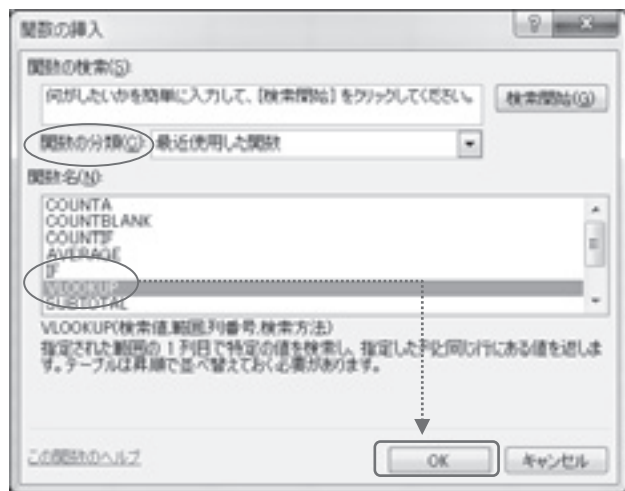 関数の挿入
関数の検索(S):
何がしたいかを簡単に入力して、[検索開始] をクリックしてください。
検索開始(G)
関数の分類(C): 最近使用した関数
関数名(N):
COUNTA
COUNTBLANK
COUNTIF
AVERAGE
IF
VLOOKUP
SUBTOTAL
VLOOKUP(検索値,範囲,列番号,検索方法)
指定された範囲の 1 列目で特定の値を検索し、指定した列と同じ行にある値を返しま
す。テーブルは昇順で並べ替えておく必要があります。
この関数のヘルプ
OK
キャンセル